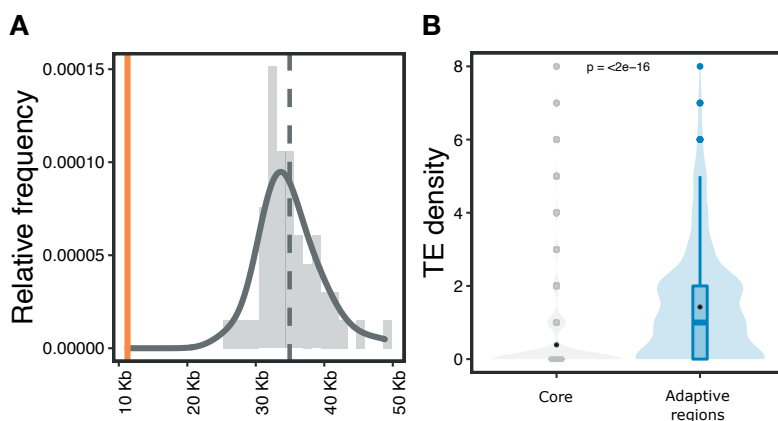 A
Relative frequency
0.00015
0.00010
0.00005
0.00000
10 Kb
20 Kb
30 Kb
40 Kb
50 Kb
B
TE density
8
6
4
2
0
p = <2e−16
Core
Adaptive
regions